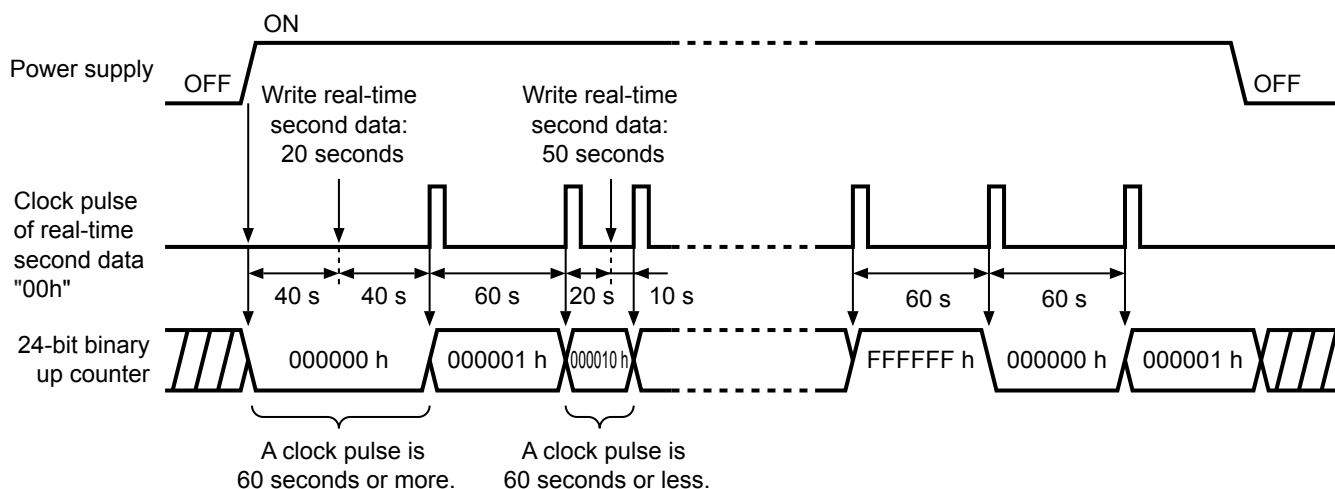 ON
Power supply
OFF
OFF
Write real-time
second data:
20 seconds
Write real-time
second data:
50 seconds
Clock pulse
of real-time
second data
"00h"
40 s
40 s
60 s
20 s
10 s
60 s
60 s
24-bit binary
up counter
000000 h
000001 h
000010 h
FFFFFF h
000000 h
000001 h
A clock pulse is
60 seconds or more.
A clock pulse is
60 seconds or less.